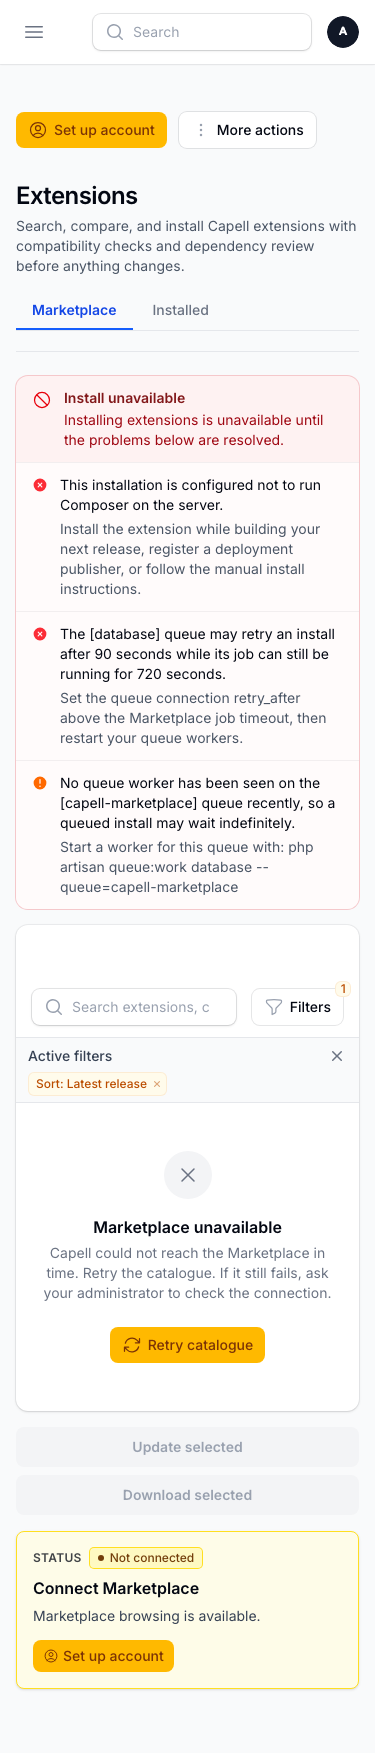 Search
A
Set up account
More actions
Extensions
Search, compare, and install Capell extensions with
compatibility checks and dependency review
before anything changes.
Marketplace
Installed
Install unavailable
Installing extensions is unavailable until
the problems below are resolved.
This installation is configured not to run
Composer on the server.
Install the extension while building your
next release, register a deployment
publisher, or follow the manual install
instructions.
The [database] queue may retry an install
after 90 seconds while its job can still be
running for 720 seconds.
Set the queue connection retry_after
above the Marketplace job timeout, then
restart your queue workers.
No queue worker has been seen on the
[capell-marketplace] queue recently, so a
queued install may wait indefinitely.
Start a worker for this queue with: php
artisan queue:work database --
queue=capell-marketplace
Search extensions, c
Filters
1
Active filters
Sort: Latest release
Marketplace unavailable
Capell could not reach the Marketplace in
time. Retry the catalogue. If it still fails, ask
your administrator to check the connection.
Retry catalogue
Update selected
Download selected
STATUS
Not connected
Connect Marketplace
Marketplace browsing is available.
Set up account